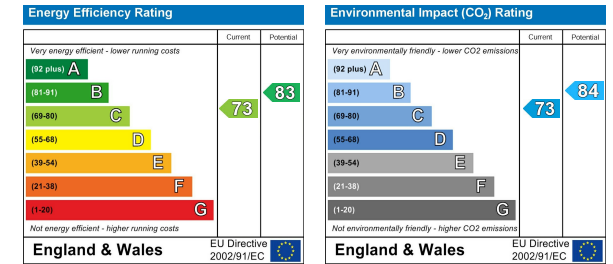 Energy Efficiency Rating
Current Potential
Very energy efficient - lower running costs
(92 plus) A
(81-91) B
(69-80) C
(55-68) D
(39-54) E
(21-38) F
(1-20) G
73
83
Not energy efficient - higher running costs
England & Wales
EU Directive
2002/91/EC
Environmental Impact (CO2) Rating
Current Potential
Very environmentally friendly - lower CO2 emissions
(92 plus) A
(81-91) B
(69-80) C
(55-68) D
(39-54) E
(21-38) F
(1-20) G
73
84
Not environmentally friendly - higher CO2 emissions
England & Wales
EU Directive
2002/91/EC